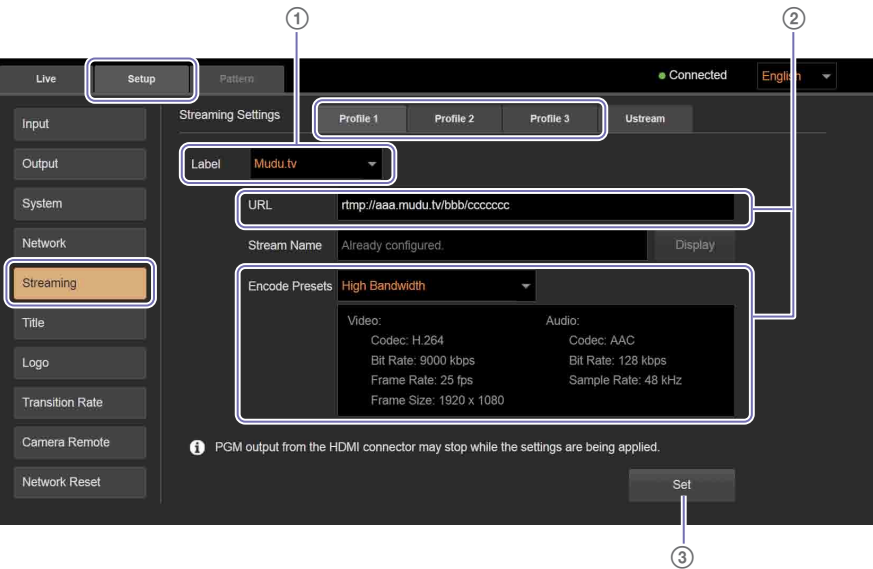 ① ②
Live Setup Pattern Connected English
Streaming Settings Profile 1 Profile 2 Profile 3 Ustream
Input
Output
System
Network
Streaming
Title
Logo
Transition Rate
Camera Remote
Network Reset
Label Mudu.tv
URL rtmp://aaa.mudu.tv/bbb/ccccccc
Stream Name Already configured. Display
Encode Presets High Bandwidth
Video:
Codec: H.264
Bit Rate: 9000 kbps
Frame Rate: 25 fps
Frame Size: 1920 x 1080
Audio:
Codec: AAC
Bit Rate: 128 kbps
Sample Rate: 48 kHz
PGM output from the HDMI connector may stop while the settings are being applied.
Set
③